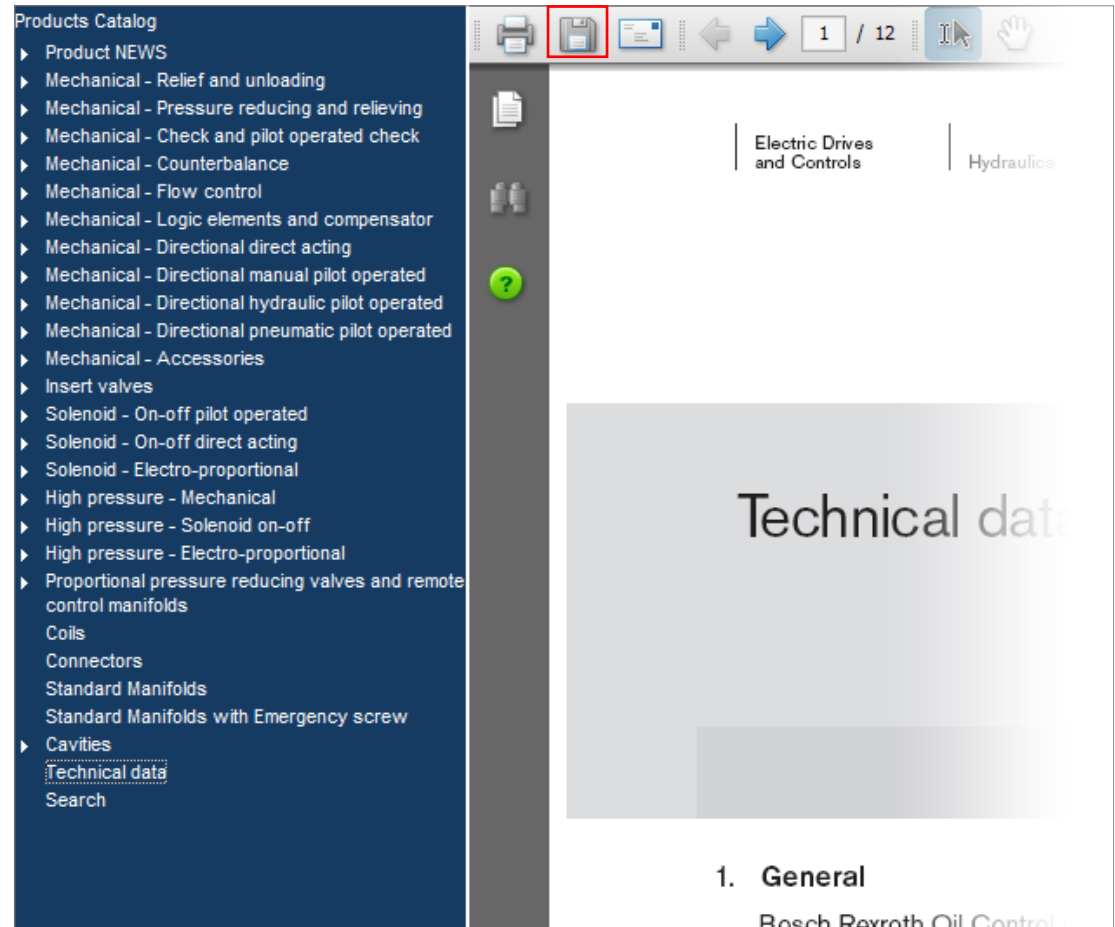 Products Catalog
Product NEWS
Mechanical - Relief and unloading
Mechanical - Pressure reducing and relieving
Mechanical - Check and pilot operated check
Mechanical - Counterbalance
Mechanical - Flow control
Mechanical - Logic elements and compensator
Mechanical - Directional direct acting
Mechanical - Directional manual pilot operated
Mechanical - Directional hydraulic pilot operated
Mechanical - Directional pneumatic pilot operated
Mechanical - Accessories
Insert valves
Solenoid - On-off pilot operated
Solenoid - On-off direct acting
Solenoid - Electro-proportional
High pressure - Mechanical
High pressure - Solenoid on-off
High pressure - Electro-proportional
Proportional pressure reducing valves and remote
control manifolds
Coils
Connectors
Standard Manifolds
Standard Manifolds with Emergency screw
Cavities
Technical data
Search
1 / 12
Electric Drives
and Controls
Hydraulics
Technical data
1. General
Bosch Rexroth Oil Control